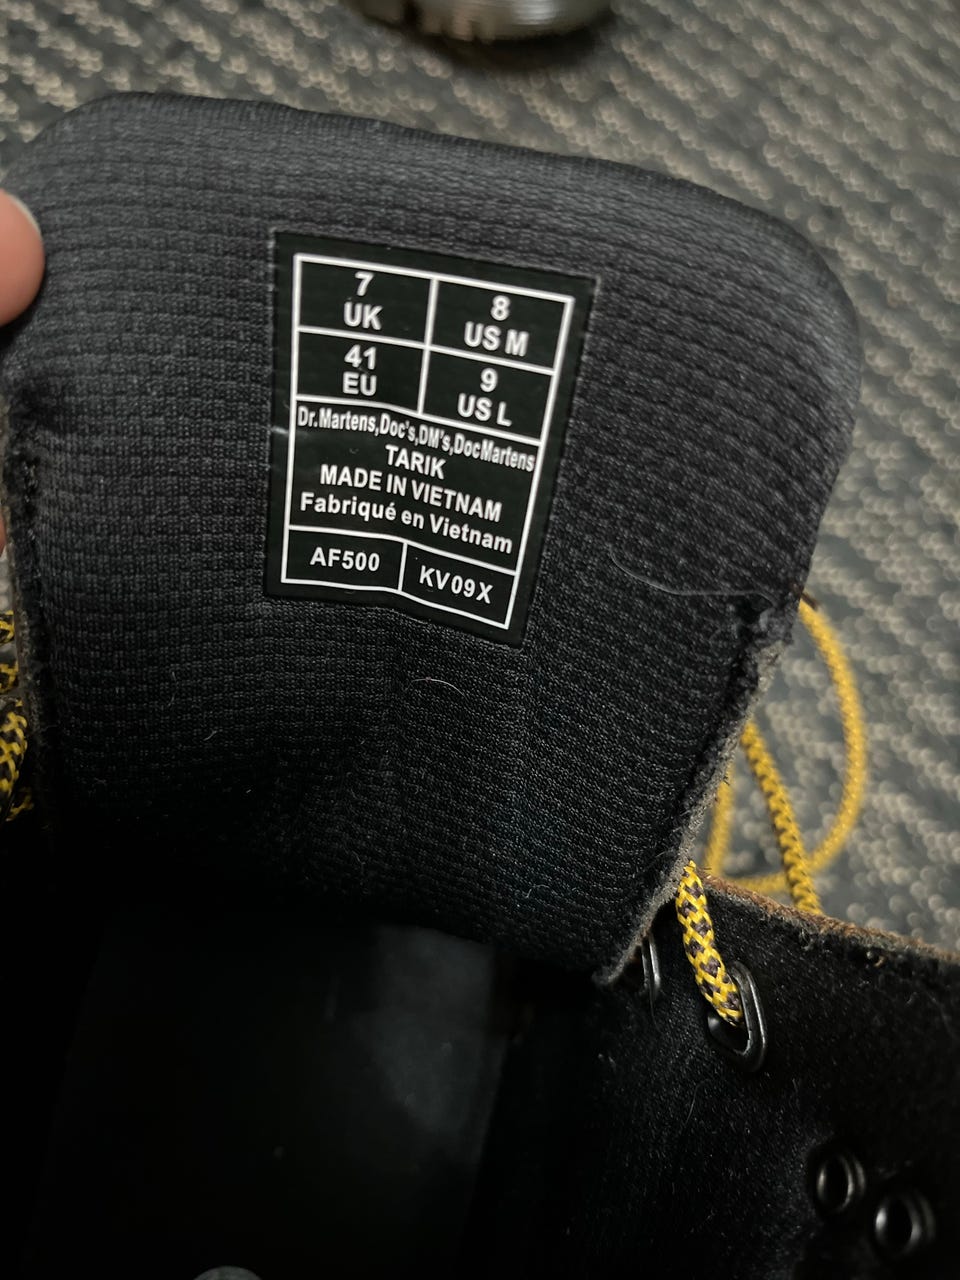 7
UK
8
US M
41
EU
9
US L
Dr.Martens,Doc's,DM's,DocMartens
TARIK
MADE IN VIETNAM
Fabriqué en Vietnam
AF500
KV09X